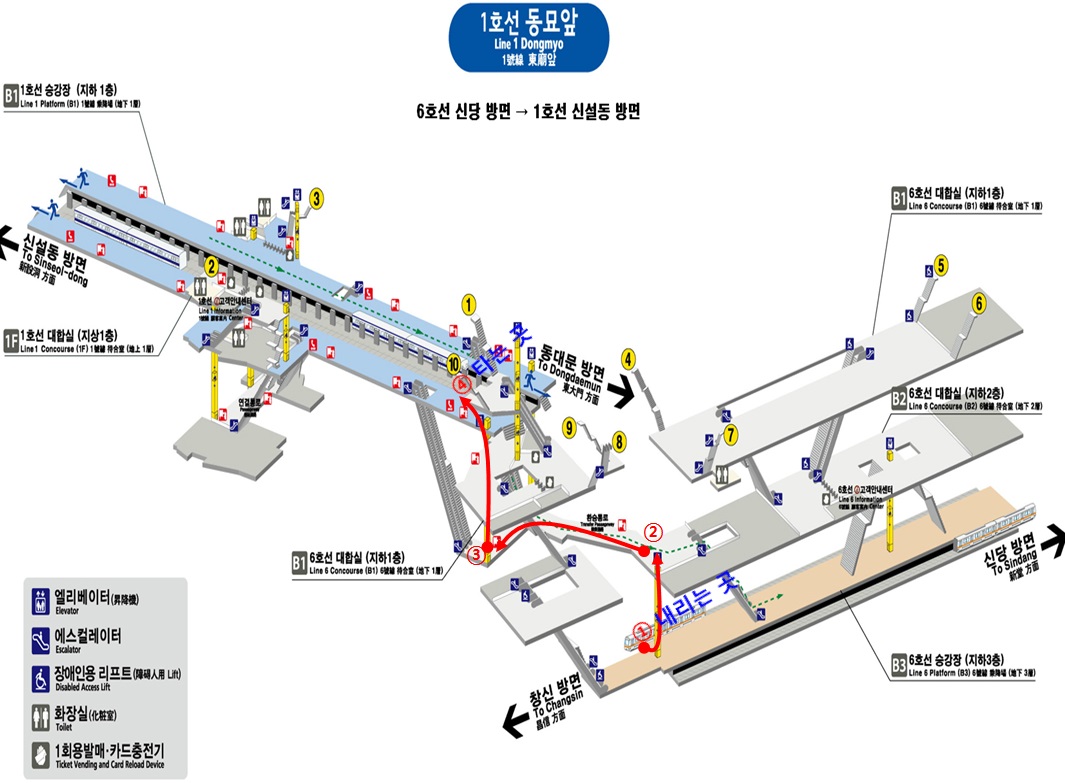 1호선 동묘앞
Line 1 Dongmyo
1號線 東廟앞
6호선 신당 방면 → 1호선 신설동 방면
B1 1호선 승강장 (지하 1층)
Line 1 Platform (B1) 1號線 乘降場 (地下 1層)
3
신설동 방면
To Sinseol-dong
新設洞 方面
2
1호선 고객안내센터
Line 1 Information
Center
1F 1호선 대합실 (지상1층)
Line 1 Concourse (1F) 1號線 待合室 (地上 1層)
연결통로
Passageway
1
10
④ 타는 곳
동대문 방면
To Dongdaemun
東大門 方面
4
9
8
B1 6호선 대합실 (지하1층)
Line 6 Concourse (B1) 6號線 待合室 (地下 1層)
5
6
7
B2 6호선 대합실 (지하2층)
Line 6 Concourse (B2) 6號線 待合室 (地下 2層)
6호선 고객안내센터
Line 6 Information
Center
환승통로
Transfer Passageway
②
③
B1 6호선 대합실 (지하1층)
Line 6 Concourse (B1) 6號線 待合室 (地下 1層)
① 내리는 곳
신당 방면
To Sindang
新堂 方面
B3 6호선 승강장 (지하3층)
Line 6 Platform (B3) 6號線 乘降場 (地下 3層)
창신 방면
To Changsin
昌信 方面
엘리베이터(昇降機)
Elevator
에스컬레이터
Escalator
장애인용 리프트(障碍人用 Lift)
Disabled Access Lift
화장실(化粧室)
Toilet
1회용발매·카드충전기
Ticket Vending and Card Reload Device